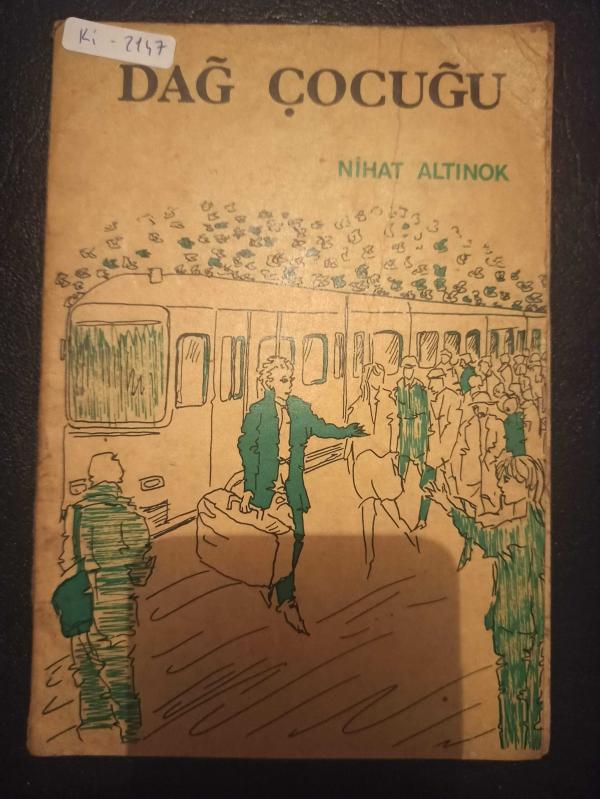 Ki - 2147
DAĞ ÇOCUĞU
NİHAT ALTINOK